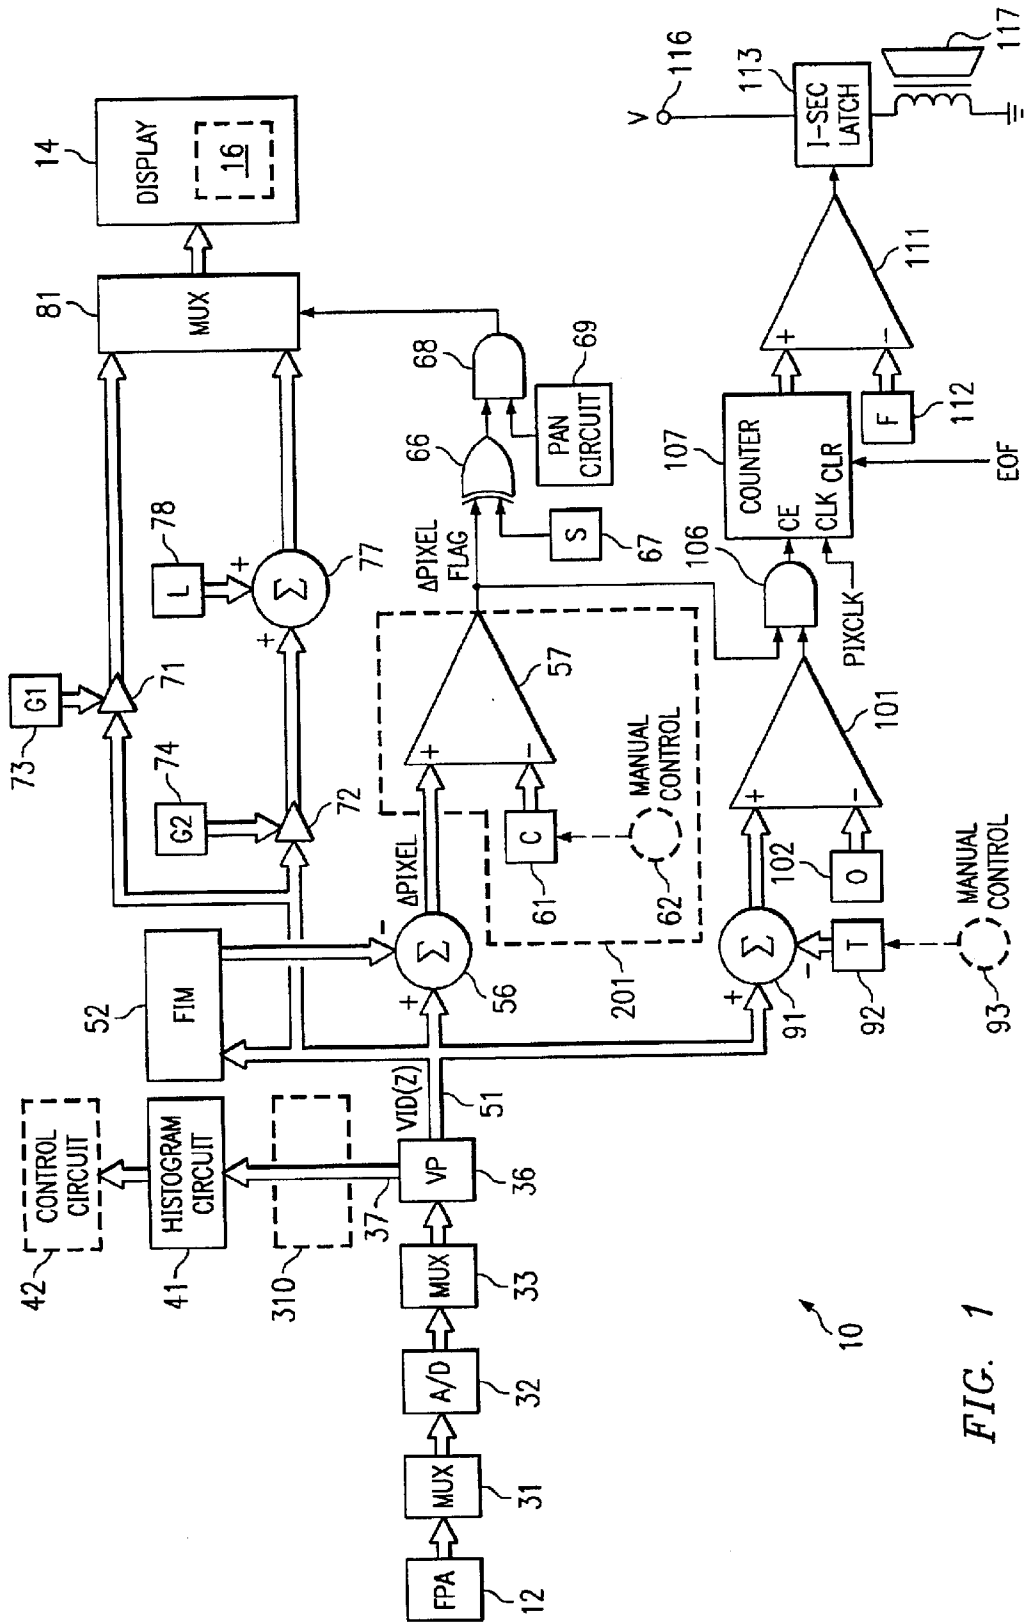 FPA
12
MUX
31
A/D
32
MUX
33
VP
36
37
310
HISTOGRAM
CIRCUIT
41
CONTROL
CIRCUIT
42
VID(Z)
51
FIM
52
G1
73
71
G2
74
72
L
78
+
+
Σ
77
MUX
81
DISPLAY
16
14
+
-
Σ
56
ΔPIXEL
+
-
57
C
61
MANUAL
CONTROL
62
201
ΔPIXEL
FLAG
66
S
67
68
PAN
CIRCUIT
69
+
-
Σ
91
T
92
MANUAL
CONTROL
93
+
-
101
O
102
106
PIXCLK
COUNTER
CE
CLK
CLR
107
EOF
+
-
111
F
112
I-SEC
LATCH
113
V
116
117
10
FIG. 1